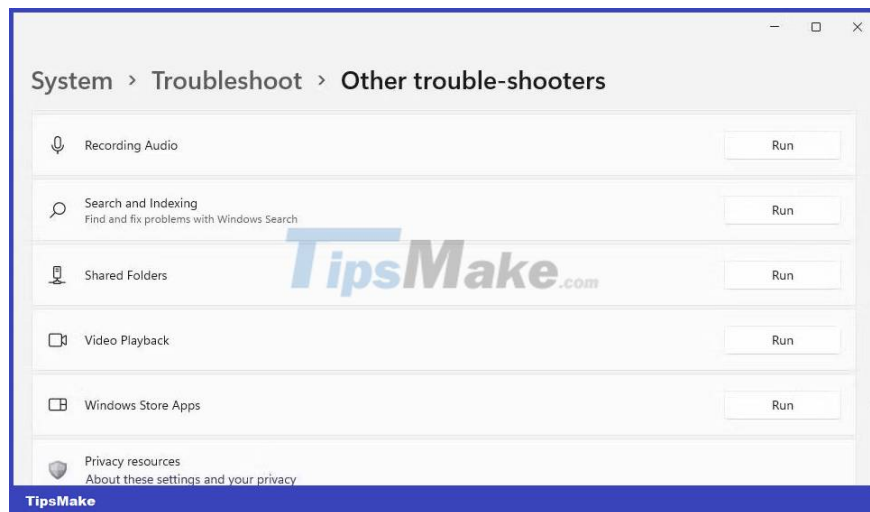 System > Troubleshoot > Other trouble-shooters
Recording Audio
Run
Search and Indexing
Find and fix problems with Windows Search
Run
TipsMake.com
Shared Folders
Run
Video Playback
Run
Windows Store Apps
Run
Privacy resources
About these settings and your privacy
TipsMake